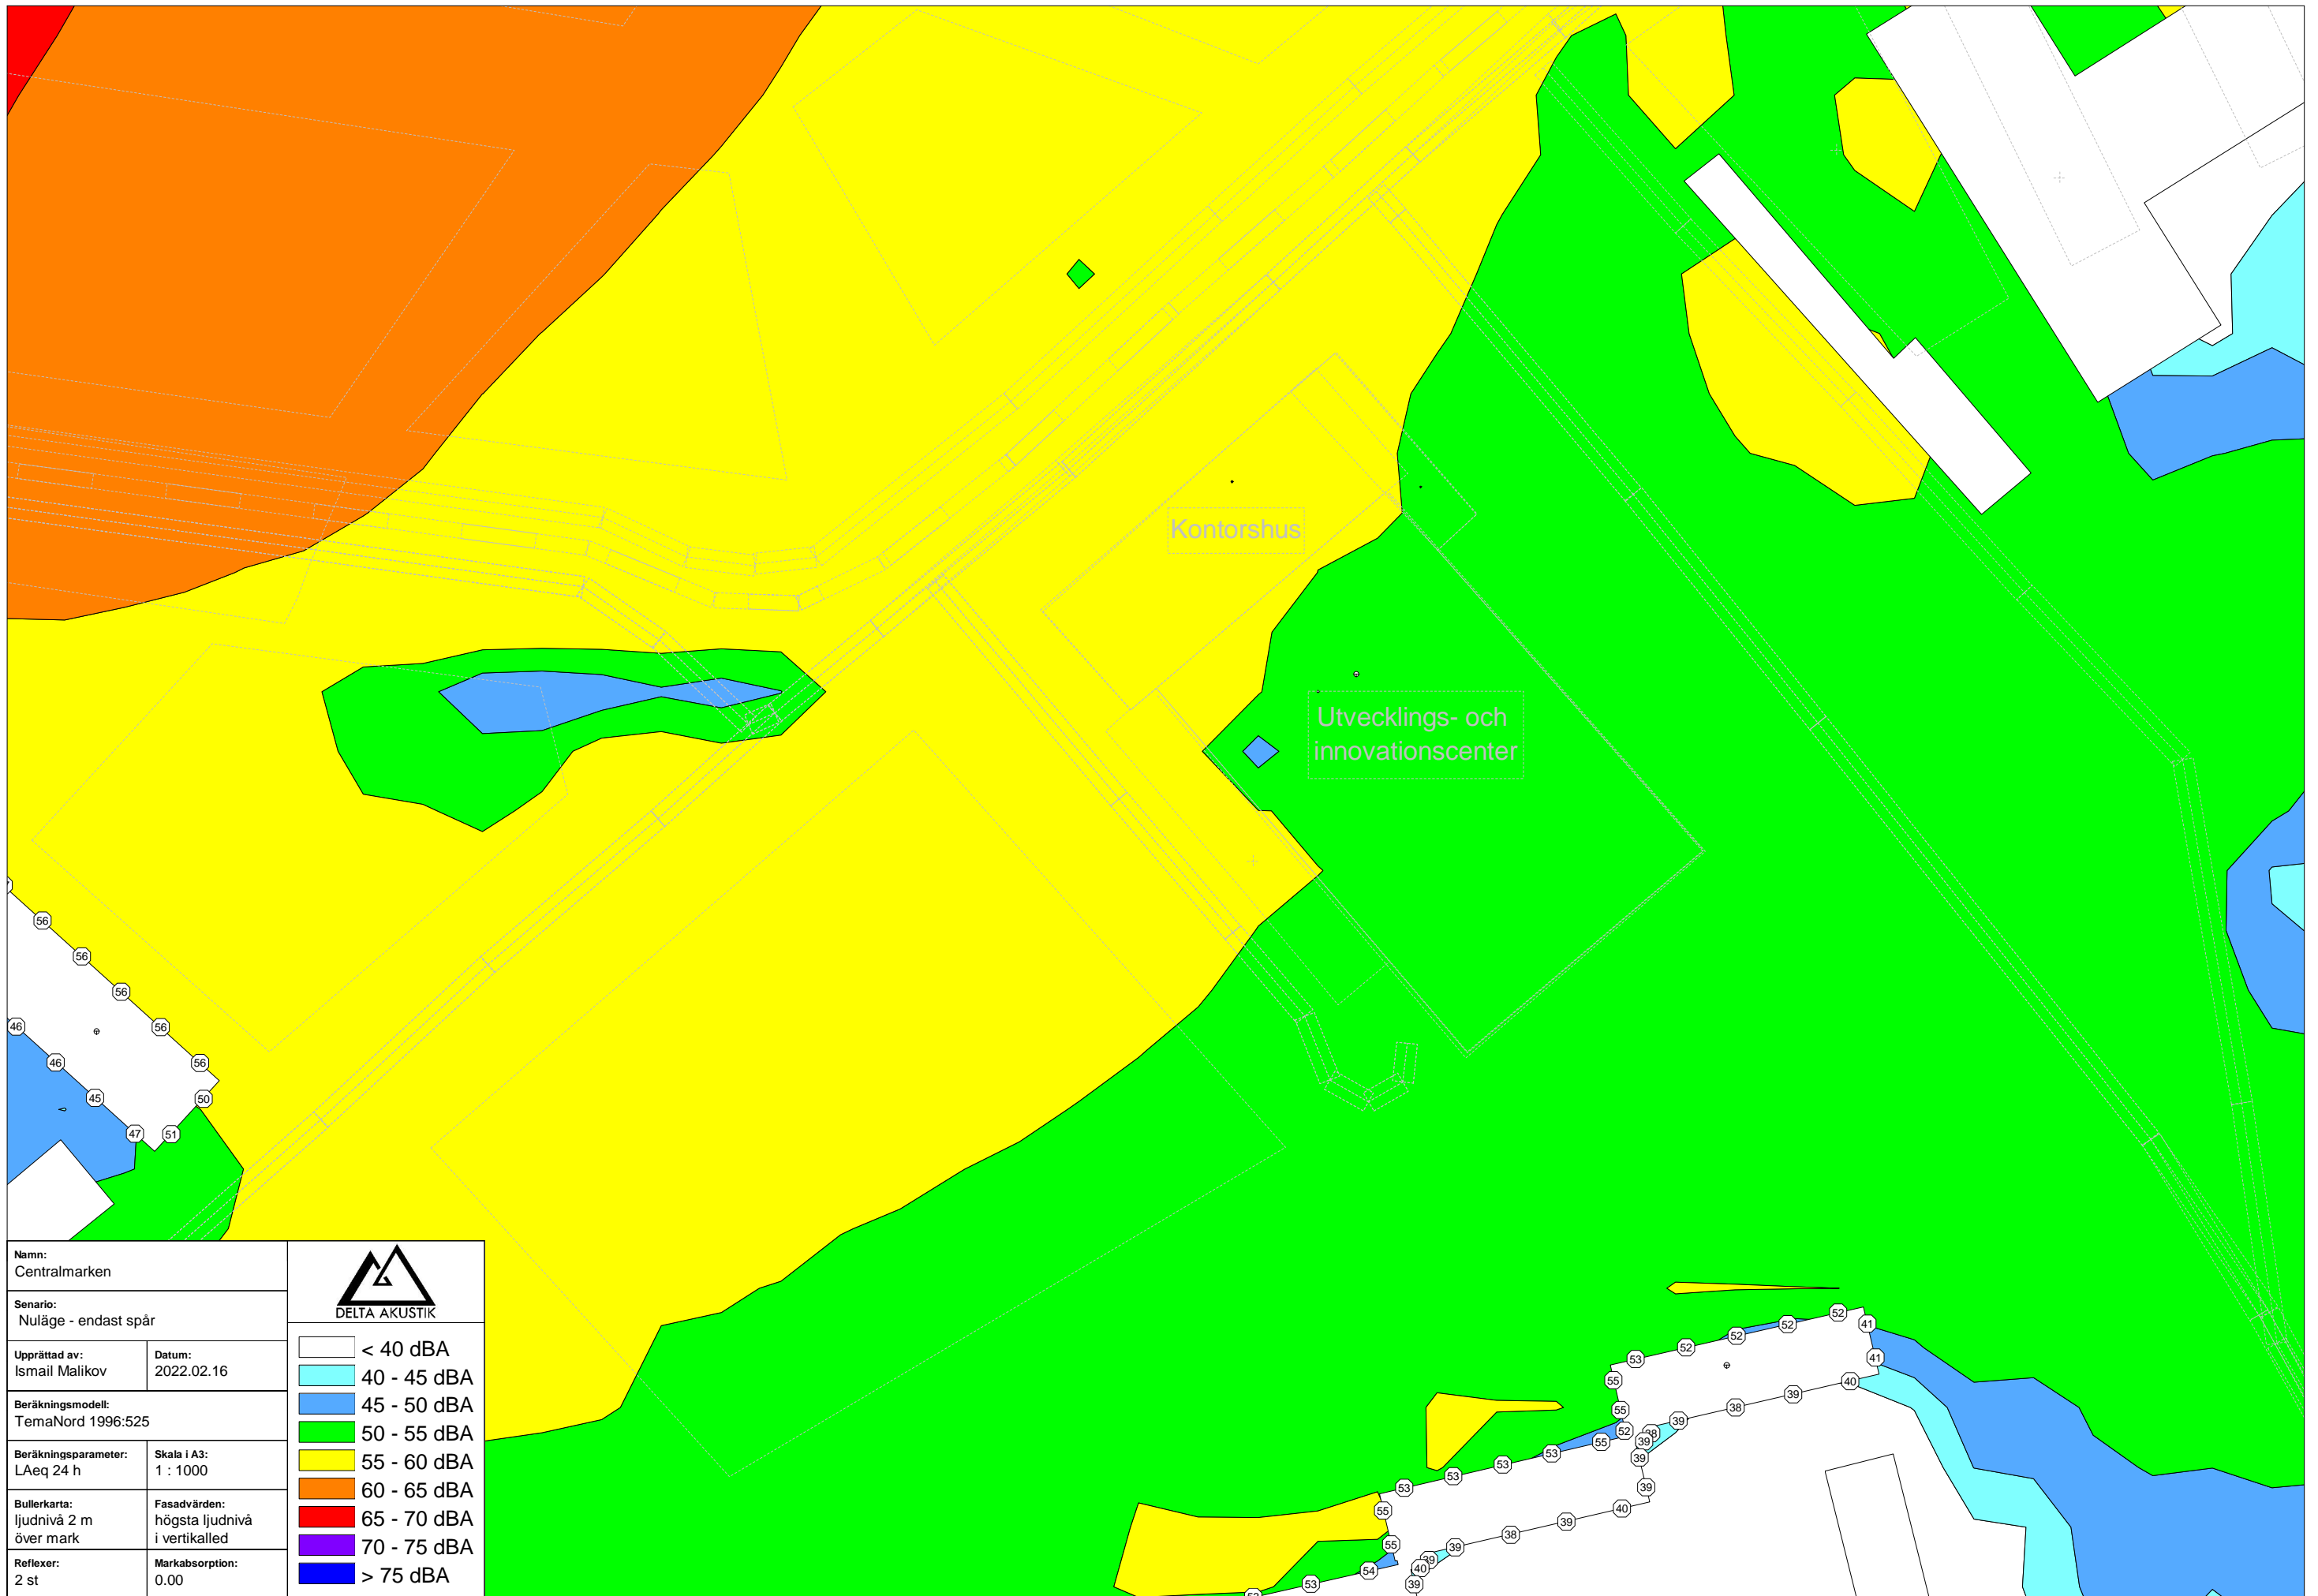 Kontorshus
Utvecklings- och
innovationscenter
56
56
56
56
56
50
51
47
45
46
46
52
52
52
52
53
55
55
52
41
41
40
39
38
39
38
39
39
39
40
39
38
39
39
40
39
55
53
53
53
53
55
55
54
53
Namn:
Centralmarken
Senario:
Nuläge - endast spår
Upprättad av:
Ismail Malikov
Datum:
2022.02.16
Beräkningsmodell:
TemaNord 1996:525
Beräkningsparameter:
LAeq 24 h
Skala i A3:
1 : 1000
Bullerkarta:
ljudnivå 2 m
över mark
Fasadvärden:
högsta ljudnivå
i vertikalled
Reflexer:
2 st
Markabsorption:
0.00
DELTA AKUSTIK
< 40 dBA
40 - 45 dBA
45 - 50 dBA
50 - 55 dBA
55 - 60 dBA
60 - 65 dBA
65 - 70 dBA
70 - 75 dBA
> 75 dBA